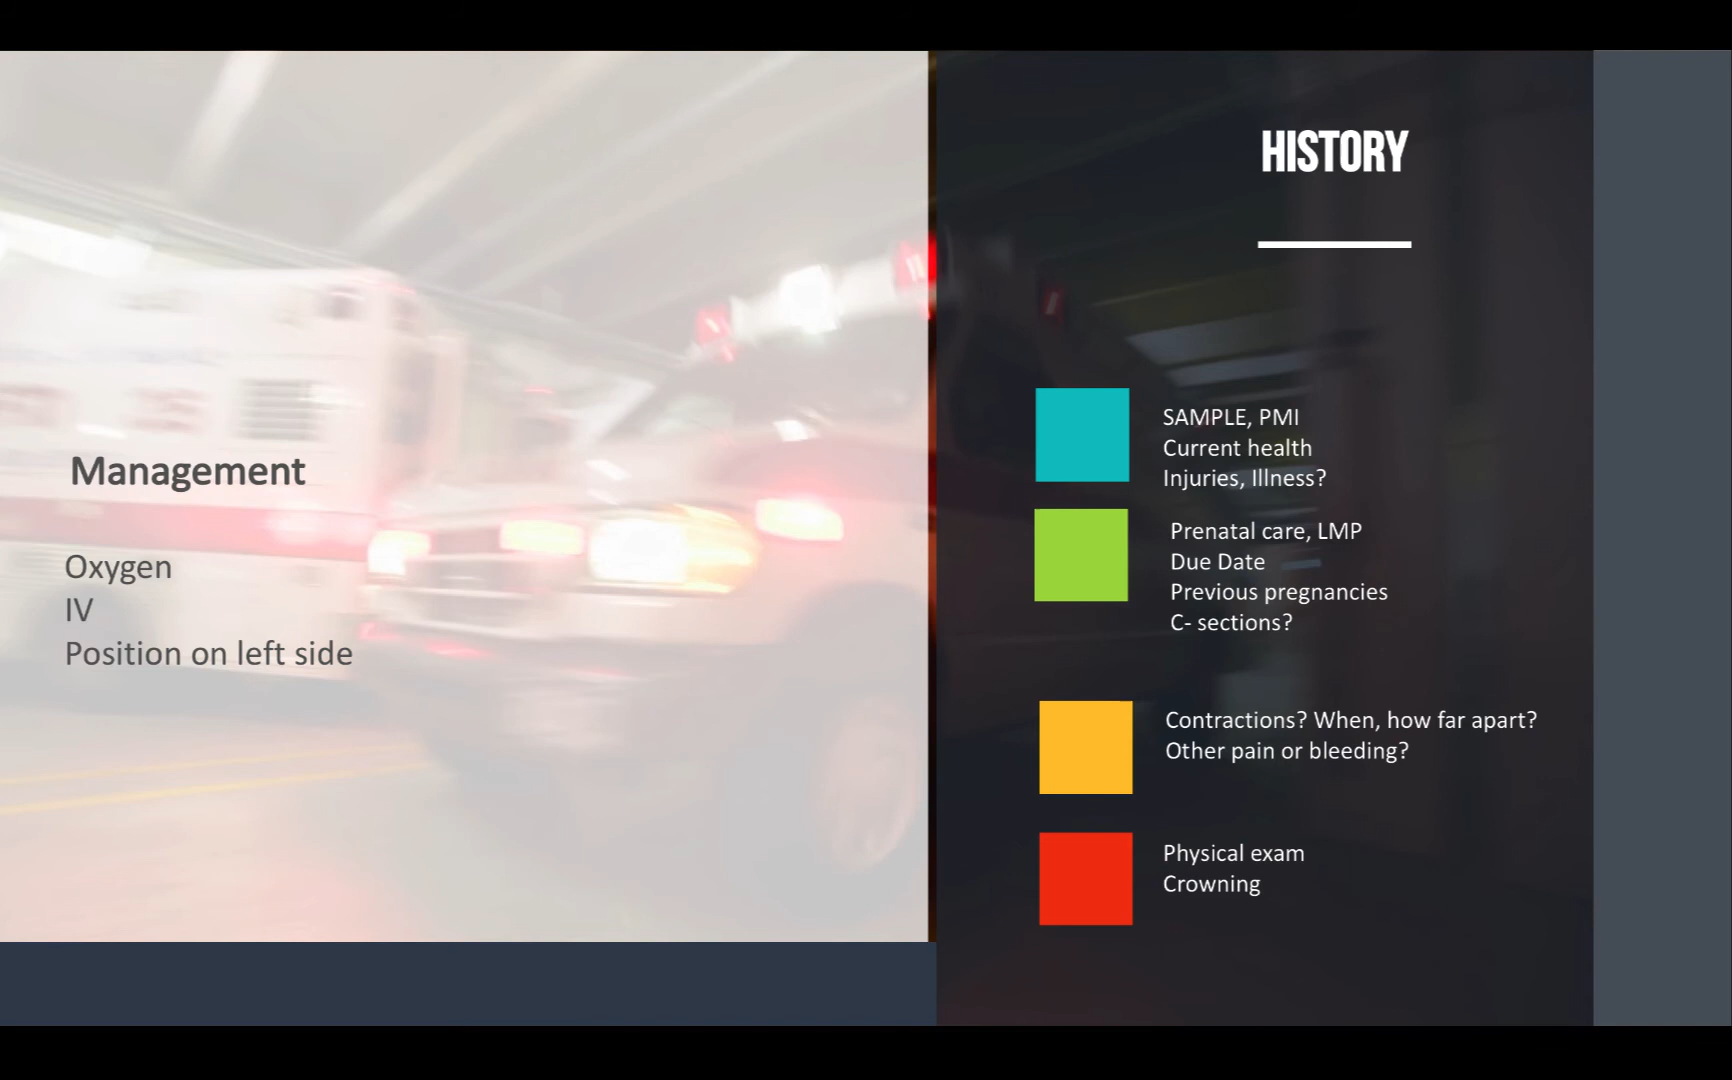 Management
Oxygen
IV
Position on left side
HISTORY
SAMPLE, PMI
Current health
Injuries, Illness?
Prenatal care, LMP
Due Date
Previous pregnancies
C- sections?
Contractions? When, how far apart?
Other pain or bleeding?
Physical exam
Crowning